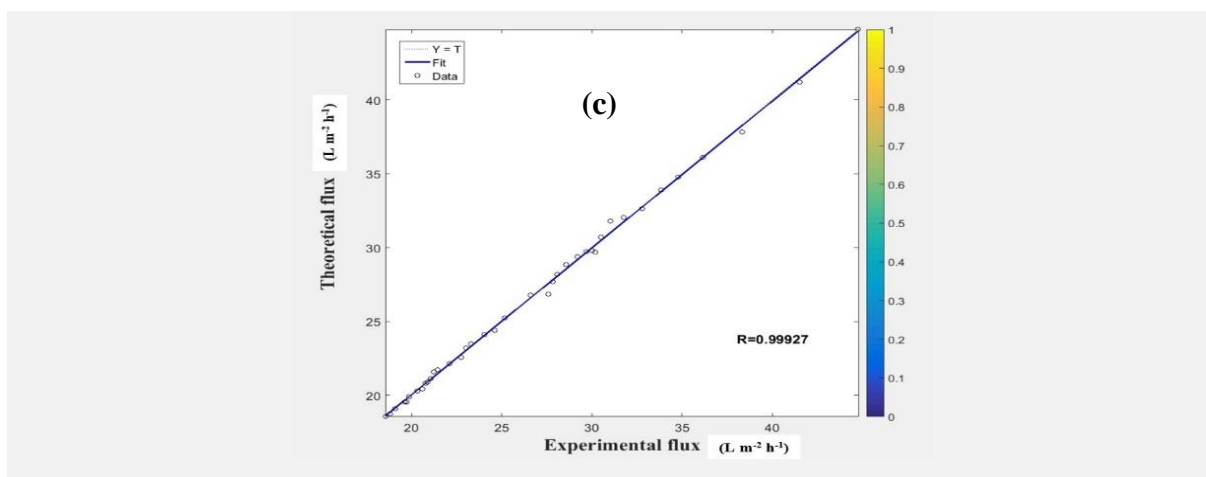 Y = T
Fit
Data
(c)
R=0.99927
Theoretical flux (L m⁻² h⁻¹)
40
35
30
25
20
20 25 30 35 40
Experimental flux (L m⁻² h⁻¹)
1
0.9
0.8
0.7
0.6
0.5
0.4
0.3
0.2
0.1
0